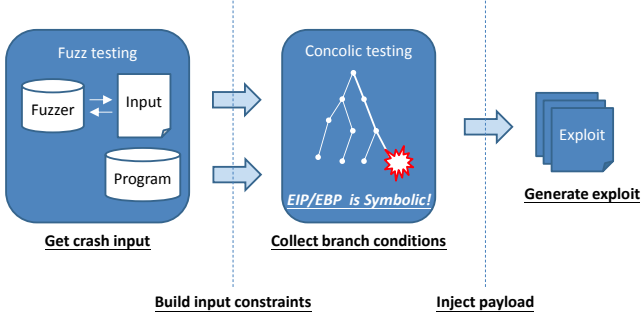 Fuzz testing
Fuzzer
Input
Program
Get crash input
Build input constraints
Concolic testing
EIP/EBP is Symbolic!
Collect branch conditions
Inject payload
Exploit
Generate exploit